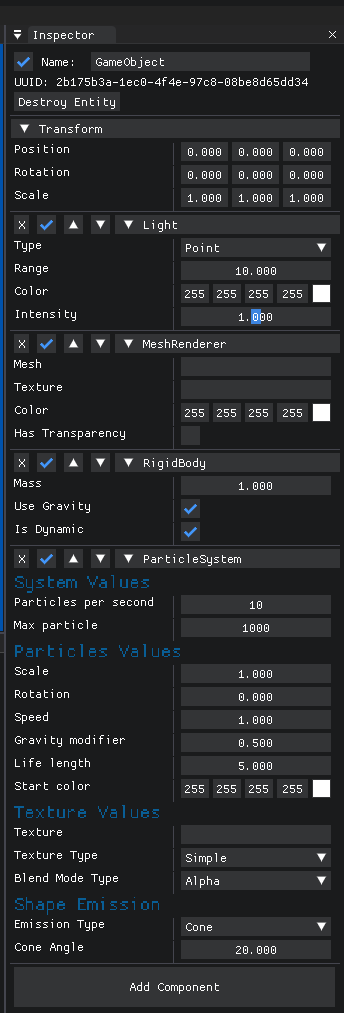 Inspector
Name: GameObject
UUID: 2b175b3a-1ec0-4f4e-97c8-08be8d65dd34
Destroy Entity
Transform
Position 0.000 0.000 0.000
Rotation 0.000 0.000 0.000
Scale 1.000 1.000 1.000
X Light
Type Point
Range 10.000
Color 255 255 255 255
Intensity 1.000
X MeshRenderer
Mesh
Texture
Color 255 255 255 255
Has Transparency
X RigidBody
Mass 1.000
Use Gravity
Is Dynamic
X ParticleSystem
System Values
Particles per second 10
Max particle 1000
Particles Values
Scale 1.000
Rotation 0.000
Speed 1.000
Gravity modifier 0.500
Life length 5.000
Start color 255 255 255 255
Texture Values
Texture
Texture Type Simple
Blend Mode Type Alpha
Shape Emission
Emission Type Cone
Cone Angle 20.000
Add Component